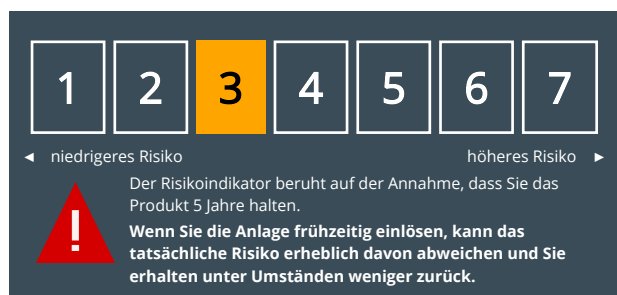 1 2 3 4 5 6 7
◄ niedrigeres Risiko höheres Risiko ►
Der Risikoindikator beruht auf der Annahme, dass Sie das
Produkt 5 Jahre halten.
!
Wenn Sie die Anlage frühzeitig einlösen, kann das
tatsächliche Risiko erheblich davon abweichen und Sie
erhalten unter Umständen weniger zurück.